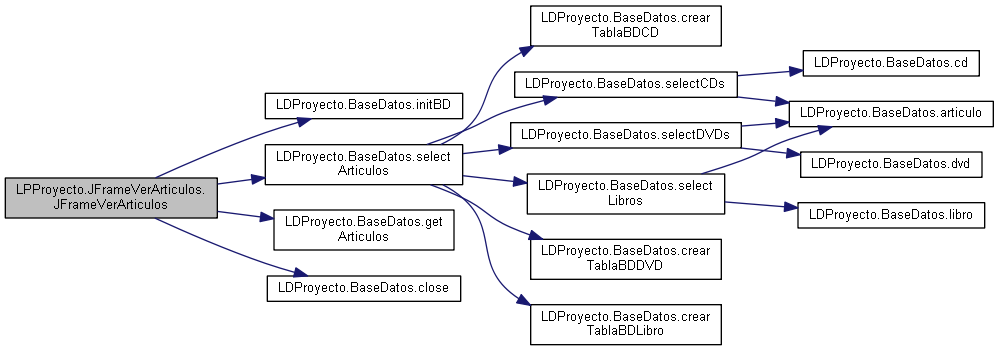 LPProyecto.JFrameVerArticulos.
JFrameVerArticulos
LDProyecto.BaseDatos.initBD
LDProyecto.BaseDatos.select
Articulos
LDProyecto.BaseDatos.get
Articulos
LDProyecto.BaseDatos.close
LDProyecto.BaseDatos.crear
TablaBDCD
LDProyecto.BaseDatos.selectCDs
LDProyecto.BaseDatos.selectDVDs
LDProyecto.BaseDatos.select
Libros
LDProyecto.BaseDatos.crear
TablaBDDVD
LDProyecto.BaseDatos.crear
TablaBDLibro
LDProyecto.BaseDatos.cd
LDProyecto.BaseDatos.articulo
LDProyecto.BaseDatos.dvd
LDProyecto.BaseDatos.libro